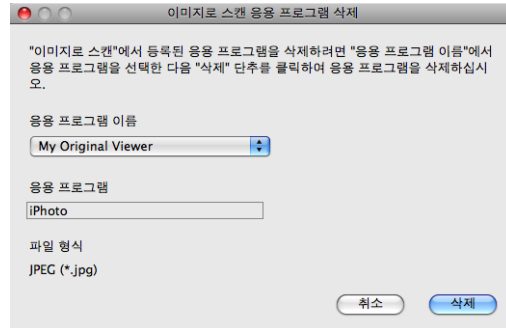 이미지로 스캔 응용 프로그램 삭제
"이미지로 스캔"에서 등록된 응용 프로그램을 삭제하려면 "응용 프로그램 이름"에서
응용 프로그램을 선택한 다음 "삭제" 단추를 클릭하여 응용 프로그램을 삭제하십시
오.
응용 프로그램 이름
My Original Viewer
응용 프로그램
iPhoto
파일 형식
JPEG (*.jpg)
취소 삭제